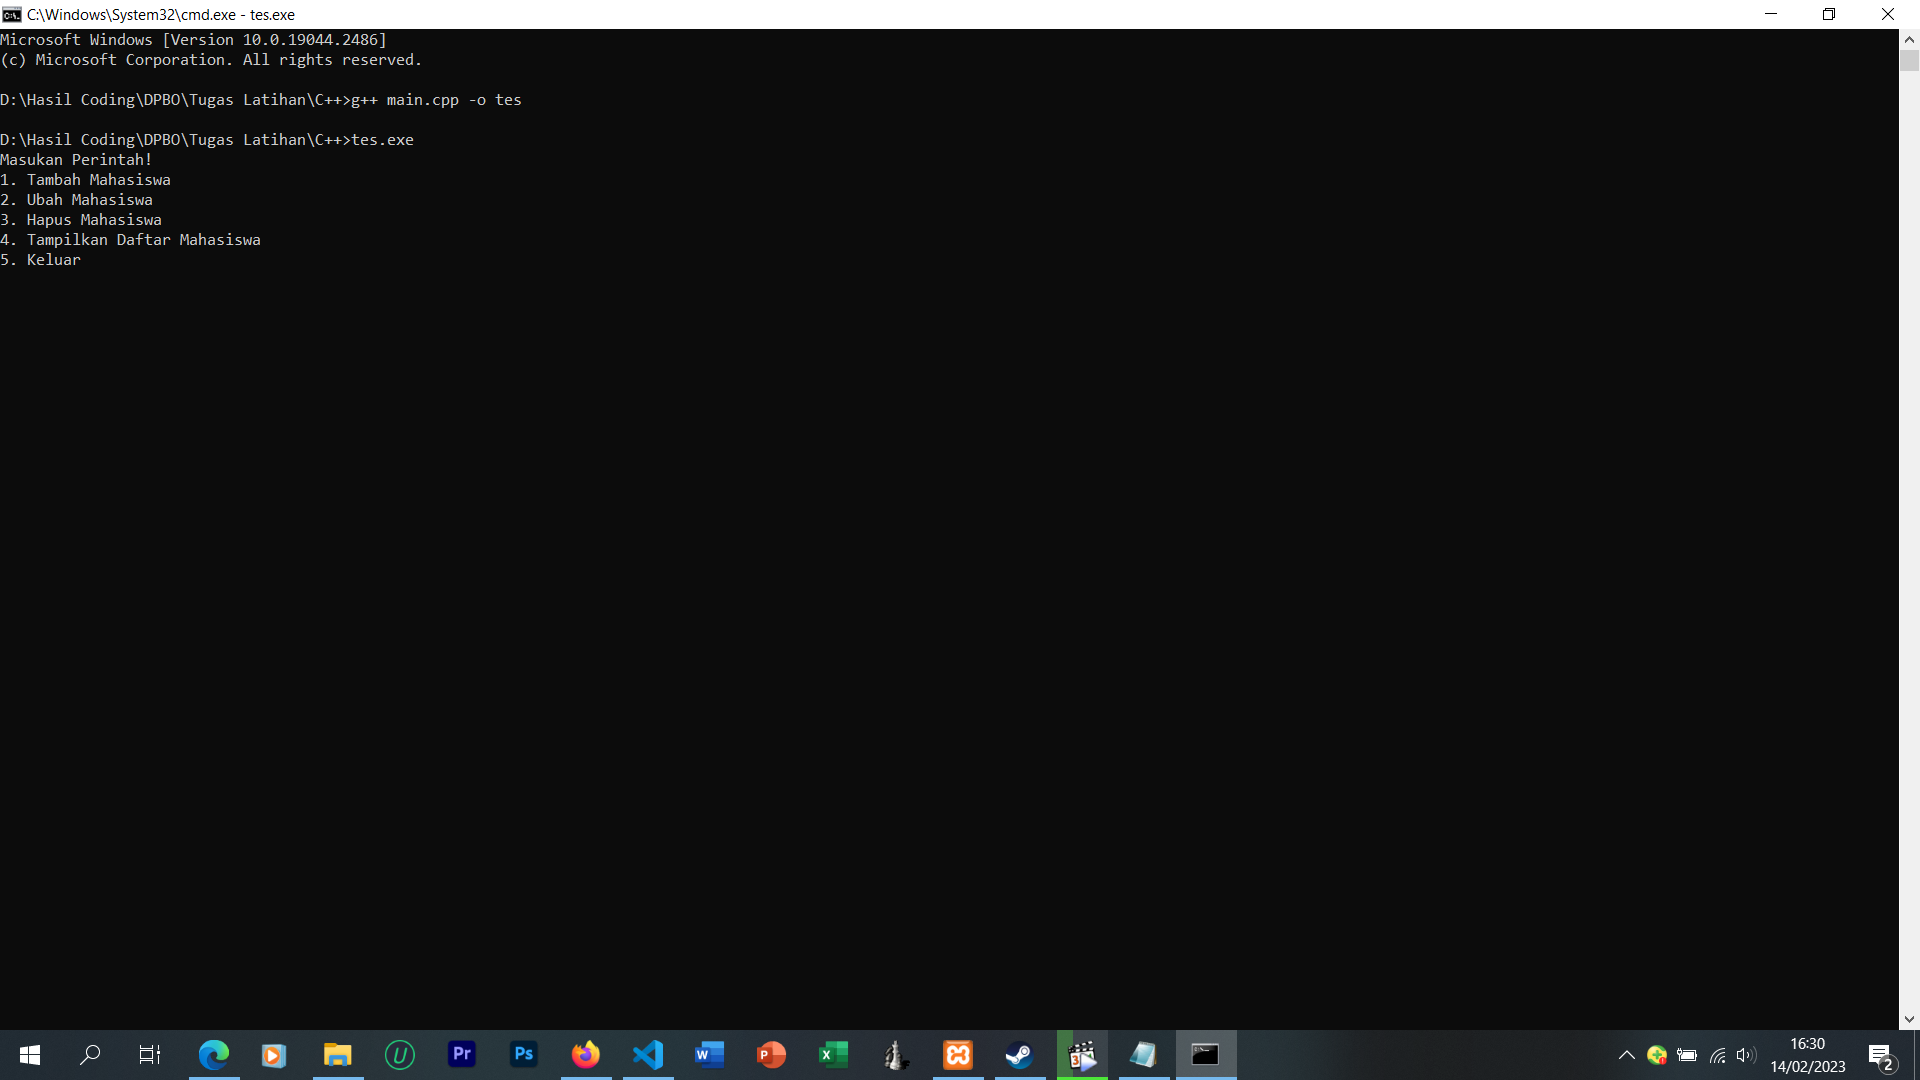 C:\Windows\System32\cmd.exe - tes.exe
Microsoft Windows [Version 10.0.19044.2486]
(c) Microsoft Corporation. All rights reserved.
D:\Hasil Coding\DPBO\Tugas Latihan\C++>g++ main.cpp -o tes
D:\Hasil Coding\DPBO\Tugas Latihan\C++>tes.exe
Masukan Perintah!
1. Tambah Mahasiswa
2. Ubah Mahasiswa
3. Hapus Mahasiswa
4. Tampilkan Daftar Mahasiswa
5. Keluar
U
Pr
Ps
W
P
X
3
16:30
14/02/2023
2